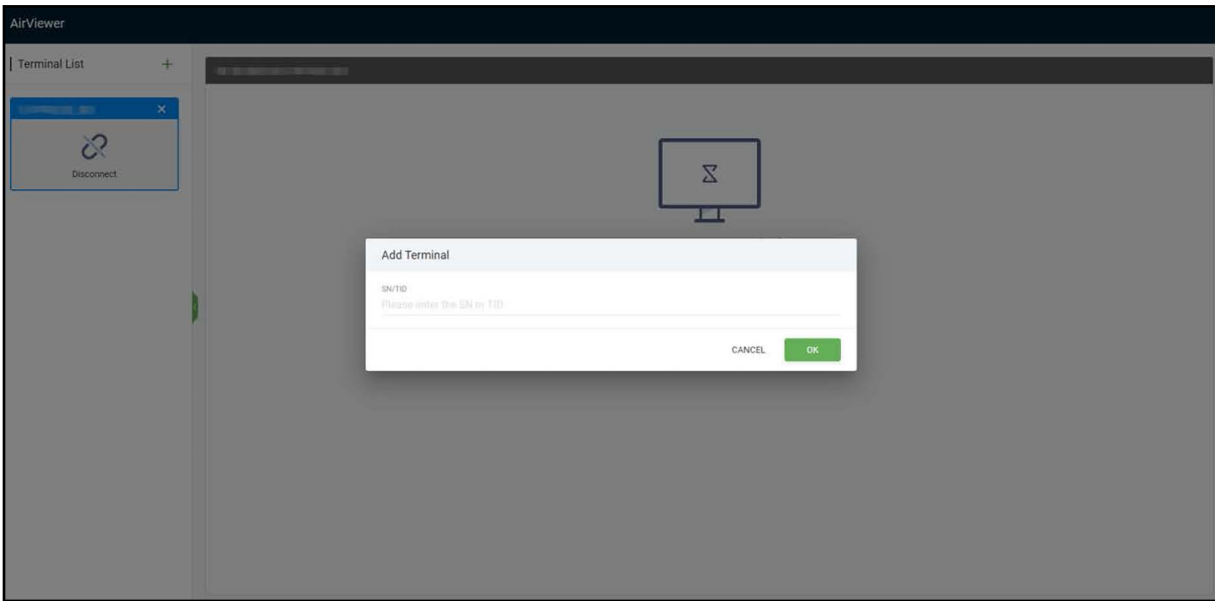 AirViewer
Terminal List
Disconnect
Add Terminal
SN/TID
Please enter the SN or TID
CANCEL
OK